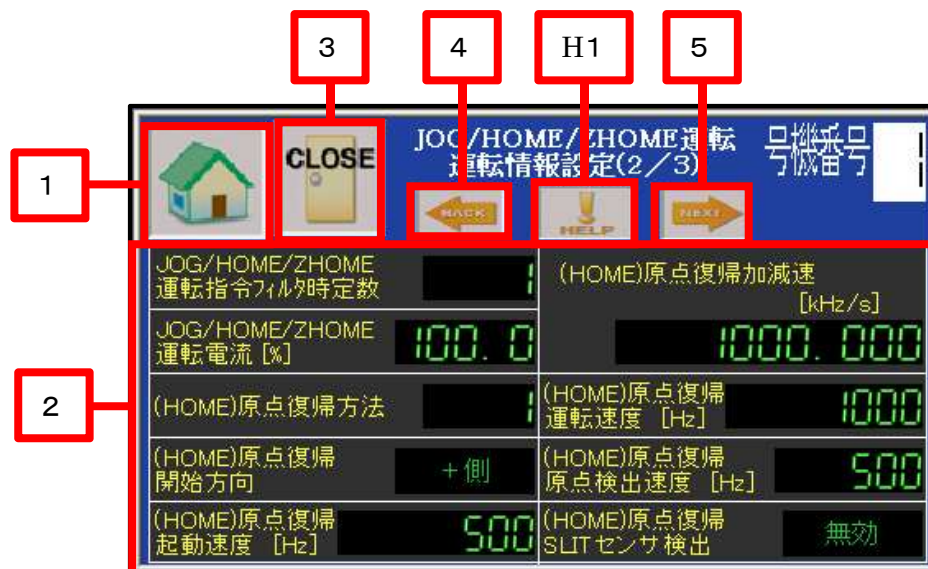 3
4
H1
5
1
CLOSE
JOG/HOME/ZHOME運転
運転情報設定(2/3)
号機番号
1
BACK
HELP
NEXT
2
JOG/HOME/ZHOME
運転指令フィルタ時定数
1
JOG/HOME/ZHOME
運転電流 [%]
100. 0
(HOME)原点復帰方法
1
(HOME)原点復帰
開始方向
+側
(HOME)原点復帰
起動速度 [Hz]
500
(HOME)原点復帰加減速
[kHz/s]
1000. 000
(HOME)原点復帰
運転速度 [Hz]
1000
(HOME)原点復帰
原点検出速度 [Hz]
500
(HOME)原点復帰
SLITセンサ検出
無効